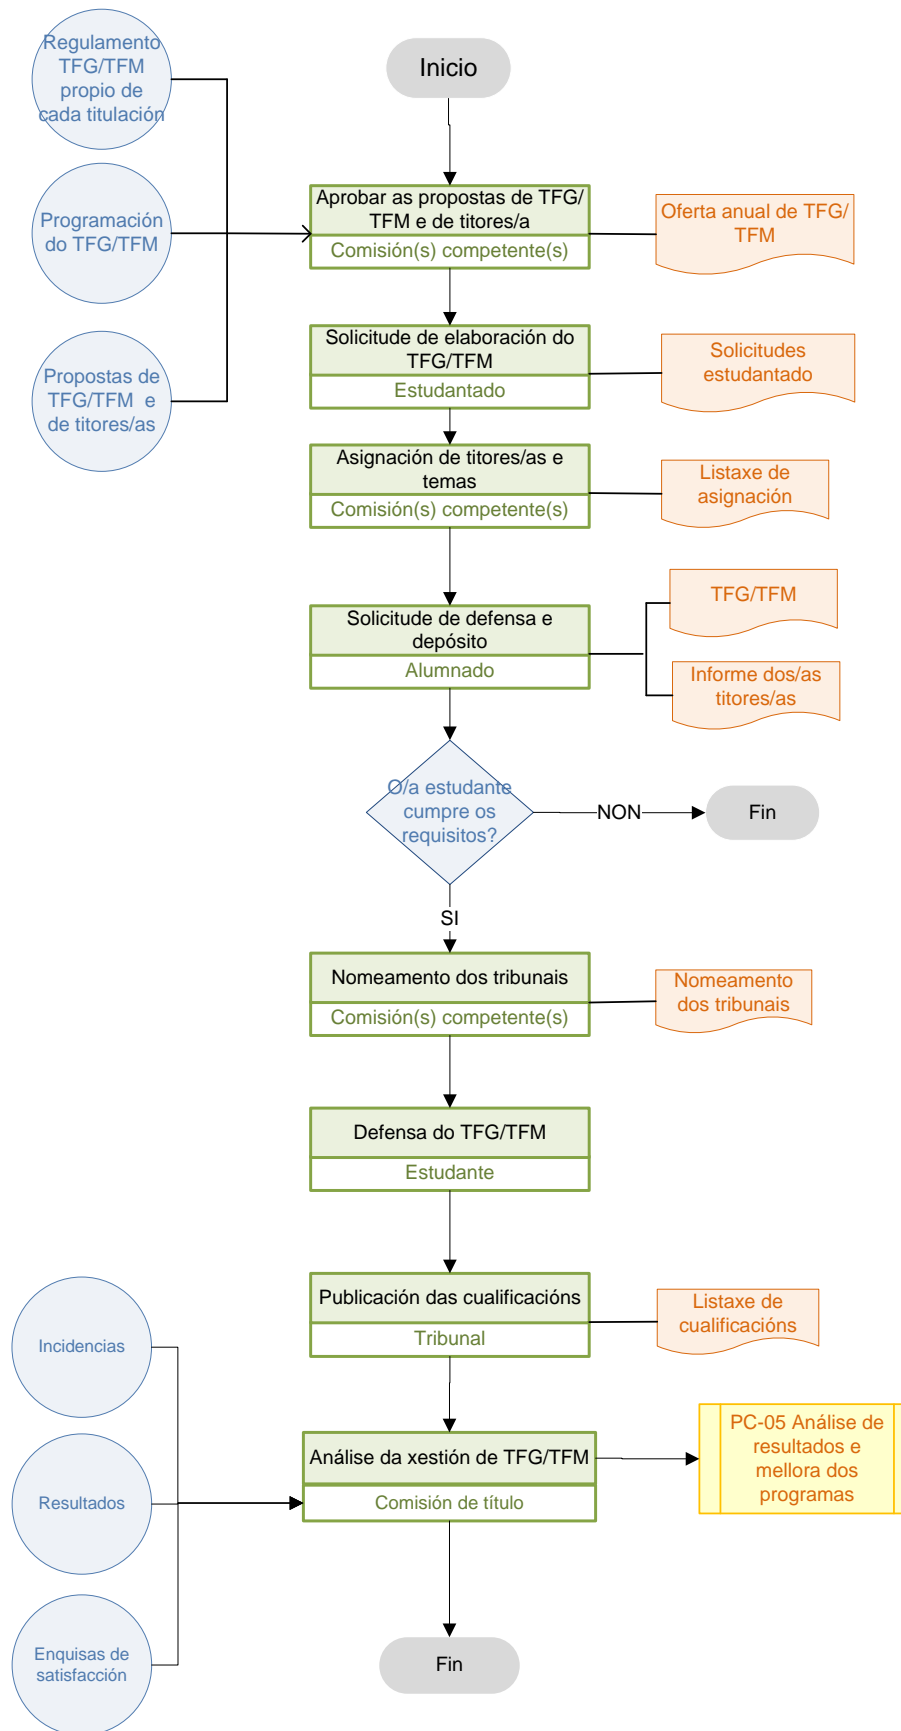 Regulamento
TFG/TFM
propio de
cada titulación
Inicio
Programación
do TFG/TFM
Aprobar as propostas de TFG/
TFM e de titores/a
Comisión(s) competente(s)
Oferta anual de TFG/
TFM
Propostas de
TFG/TFM e
de titores/as
Solicitude de elaboración do
TFG/TFM
Estudantado
Solicitudes
estudantado
Asignación de titores/as e
temas
Comisión(s) competente(s)
Listaxe de
asignación
Solicitude de defensa e
depósito
Alumnado
TFG/TFM
Informe dos/as
titores/as
O/a estudante
cumpre os
requisitos?
NON
Fin
SI
Nomeamento dos tribunais
Comisión(s) competente(s)
Nomeamento
dos tribunais
Defensa do TFG/TFM
Estudante
Publicación das cualificacións
Tribunal
Listaxe de
cualificacións
Incidencias
Resultados
Enquisas de
satisfacción
Análise da xestión de TFG/TFM
Comisión de título
PC-05 Análise de
resultados e
mellora dos
programas
Fin